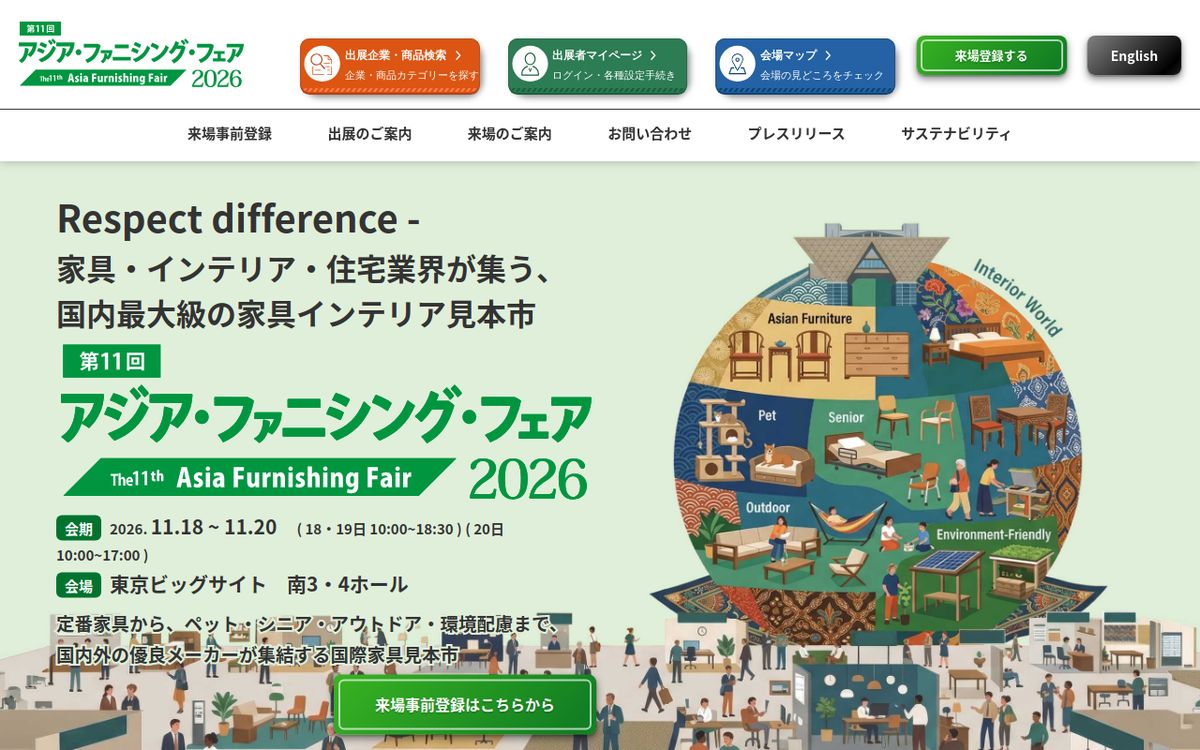 第11回
アジア・ファニシング・フェア
The11th Asia Furnishing Fair 2026
出展企業・商品検索
企業・商品カテゴリーを探す
出展者マイページ
ログイン・各種設定手続き
会場マップ
会場の見どころをチェック
来場登録する
English
来場事前登録
出展のご案内
来場のご案内
お問い合わせ
プレスリリース
サステナビリティ
Respect difference -
家具・インテリア・住宅業界が集う、
国内最大級の家具インテリア見本市
第11回
アジア・ファニシング・フェア
The11th Asia Furnishing Fair 2026
会期 2026. 11.18 ~ 11.20 ( 18・19日 10:00~18:30 ) ( 20日
10:00~17:00 )
会場 東京ビッグサイト 南3・4ホール
定番家具から、ペット・シニア・アウトドア・環境配慮まで、
国内外の優良メーカーが集結する国際家具見本市
来場事前登録はこちらから
Interior World
Asian Furniture
Pet
Senior
Outdoor
Environment-Friendly